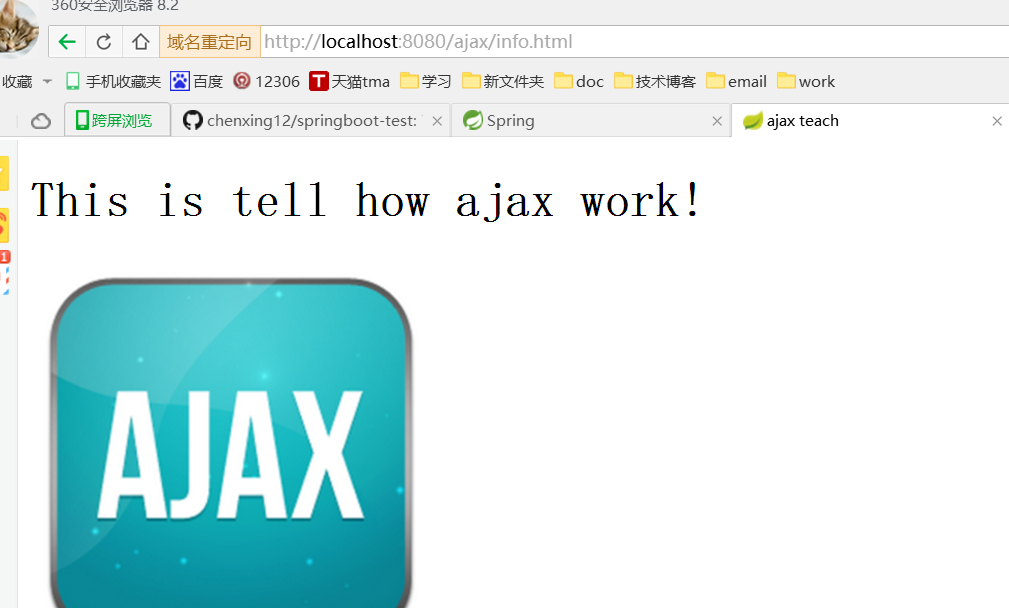 360安全浏览器 8.2
域名重定向 http://localhost:8080/ajax/info.html
收藏 手机收藏夹 百度 12306 T 天猫tma 学习 新文件夹 doc 技术博客 email work
跨屏浏览 chenxing12/springboot-test: Spring ajax teach
This is tell how ajax work!
1
AJAX